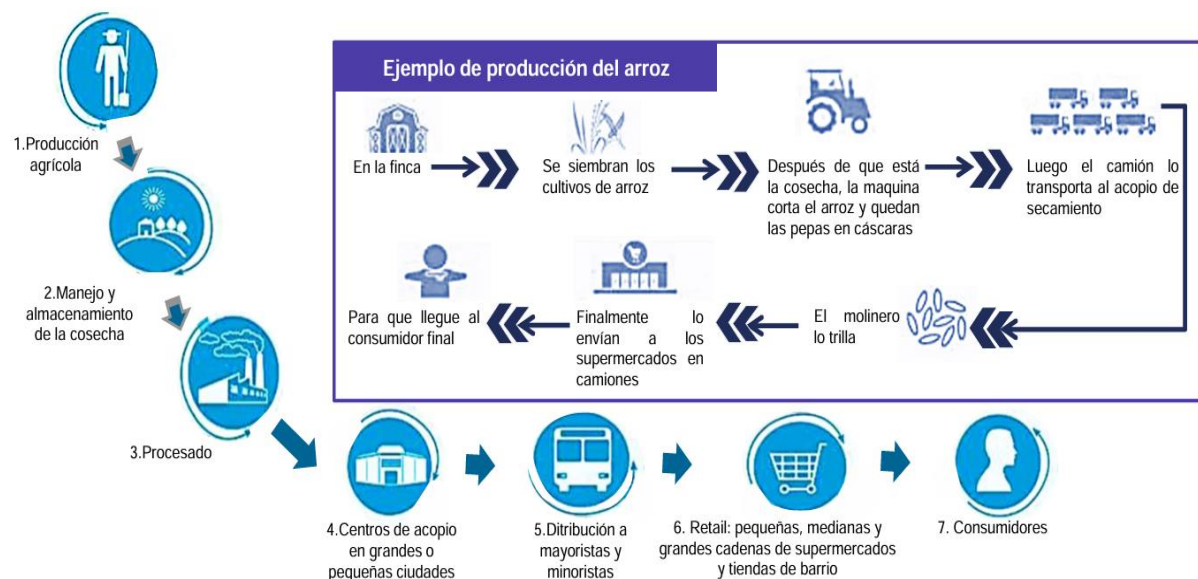 Ejemplo de producción del arroz
En la finca
Se siembran los
cultivos de arroz
Después de que está
la cosecha, la maquina
corta el arroz y quedan
las pepas en cáscaras
Luego el camión lo
transporta al acopio de
secamiento
El molinero
lo trilla
Finalmente lo
envían a los
supermercados en
camiones
Para que llegue al
consumidor final
1.Producción
agrícola
2.Manejo y
almacenamiento
de la cosecha
3.Procesado
4.Centros de acopio
en grandes o
pequeñas ciudades
5.Ditribución a
mayoristas y
minoristas
6. Retail: pequeñas, medianas y
grandes cadenas de supermercados
y tiendas de barrio
7. Consumidores